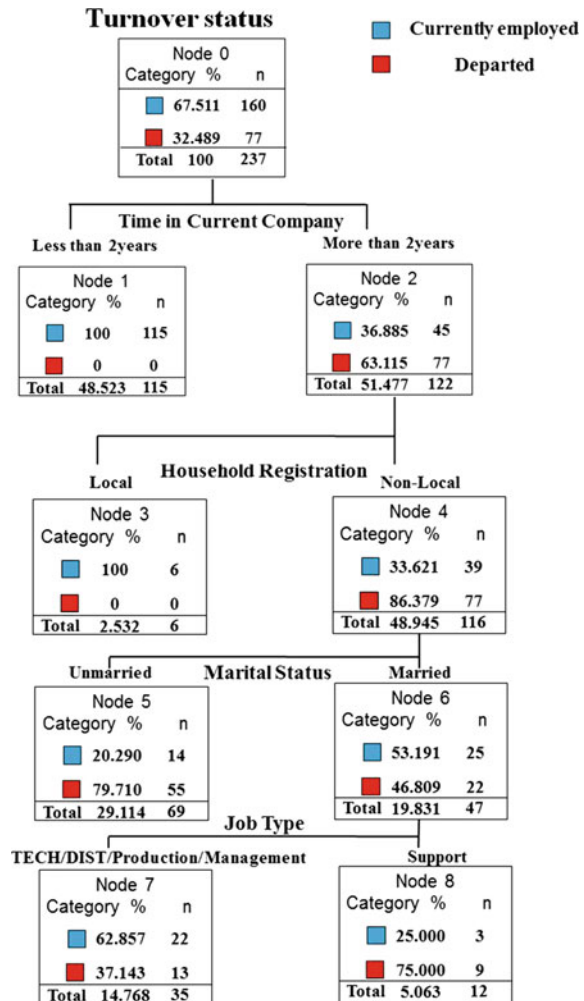 Turnover status
Currently employed
Departed
Node 0
Category % n
67.511 160
32.489 77
Total 100 237
Time in Current Company
Less than 2years
More than 2years
Node 1
Category % n
100 115
0 0
Total 48.523 115
Node 2
Category % n
36.885 45
63.115 77
Total 51.477 122
Household Registration
Local
Non-Local
Node 3
Category % n
100 6
0 0
Total 2.532 6
Node 4
Category % n
33.621 39
86.379 77
Total 48.945 116
Marital Status
Unmarried
Married
Node 5
Category % n
20.290 14
79.710 55
Total 29.114 69
Node 6
Category % n
53.191 25
46.809 22
Total 19.831 47
Job Type
TECH/DIST/Production/Management
Support
Node 7
Category % n
62.857 22
37.143 13
Total 14.768 35
Node 8
Category % n
25.000 3
75.000 9
Total 5.063 12